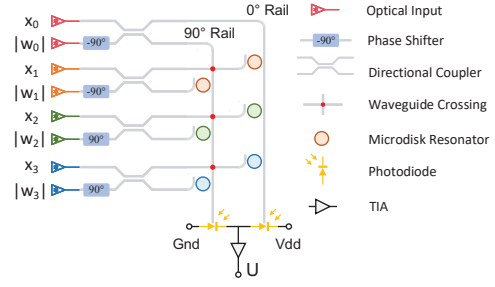 x₀
|w₀|
-90°
x₁
|w₁|
-90°
x₂
|w₂|
90°
x₃
|w₃|
90°
90° Rail
0° Rail
Gnd
Vdd
U
Optical Input
-90°
Phase Shifter
Directional Coupler
Waveguide Crossing
Microdisk Resonator
Photodiode
TIA